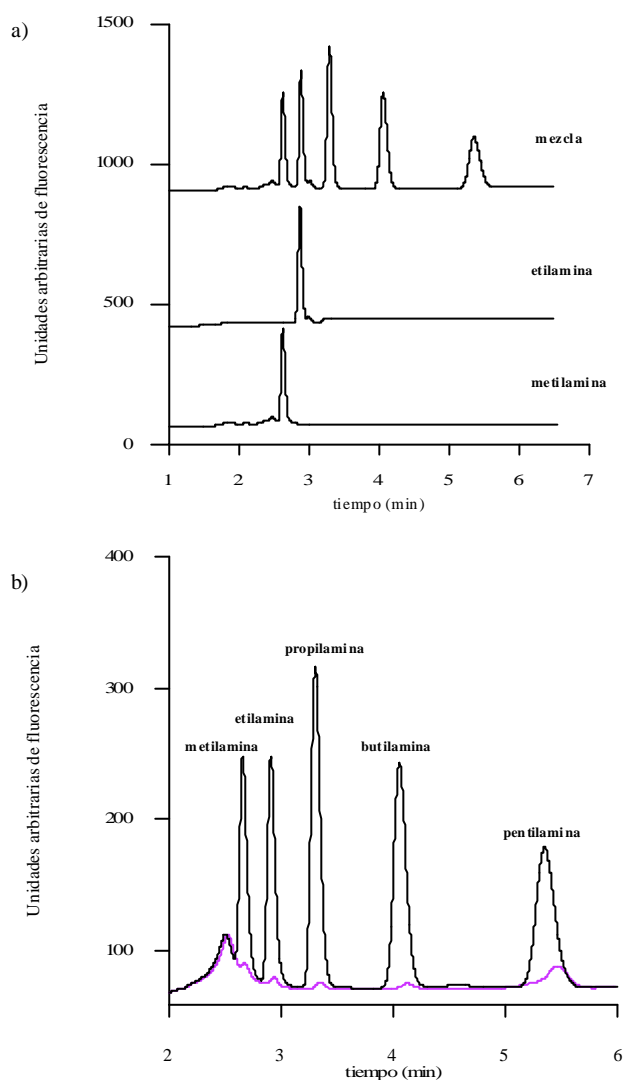 a)
Unidades arbitrarias de fluorescencia
1500
1000
500
0
mezcla
etilamina
metilamina
1 2 3 4 5 6 7
tiempo (min)
b)
Unidades arbitrarias de fluorescencia
400
300
200
100
propilamina
etilamina
metilamina
butilamina
pentilamina
2 3 4 5 6
tiempo (min)